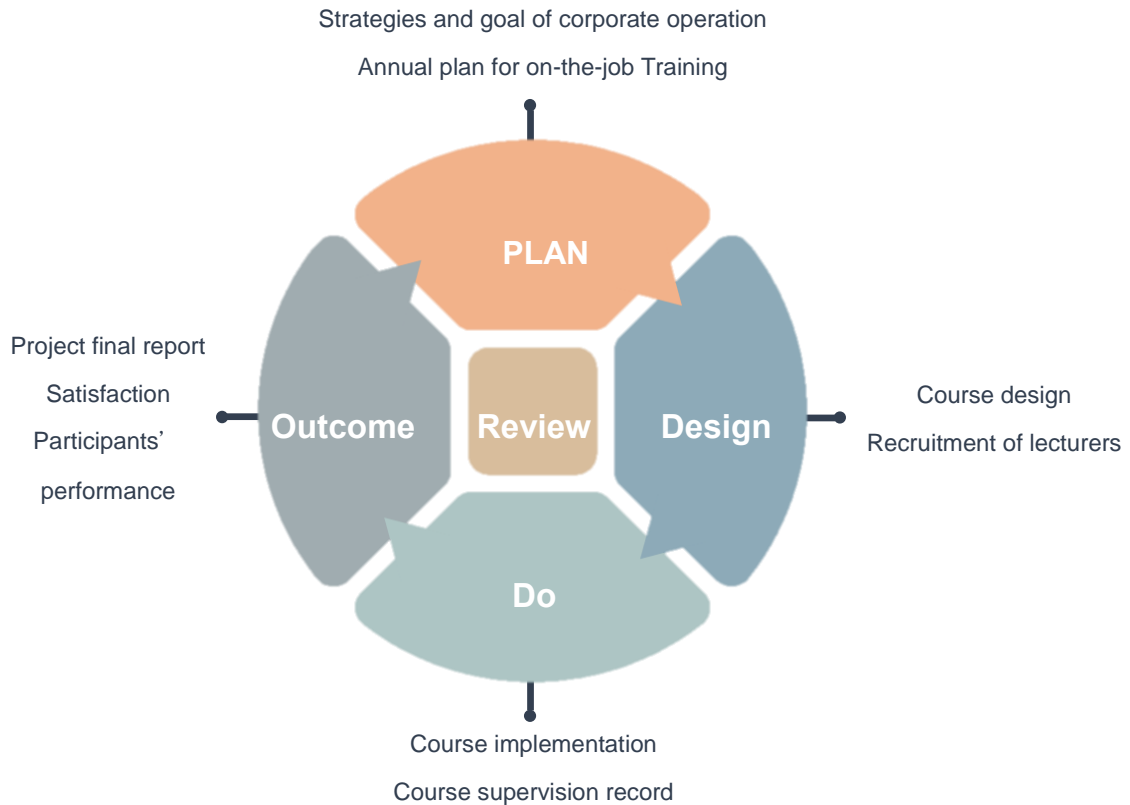 Strategies and goal of corporate operation
Annual plan for on-the-job Training
PLAN
Project final report
Satisfaction
Participants’
performance
Outcome
Review
Design
Course design
Recruitment of lecturers
Do
Course implementation
Course supervision record